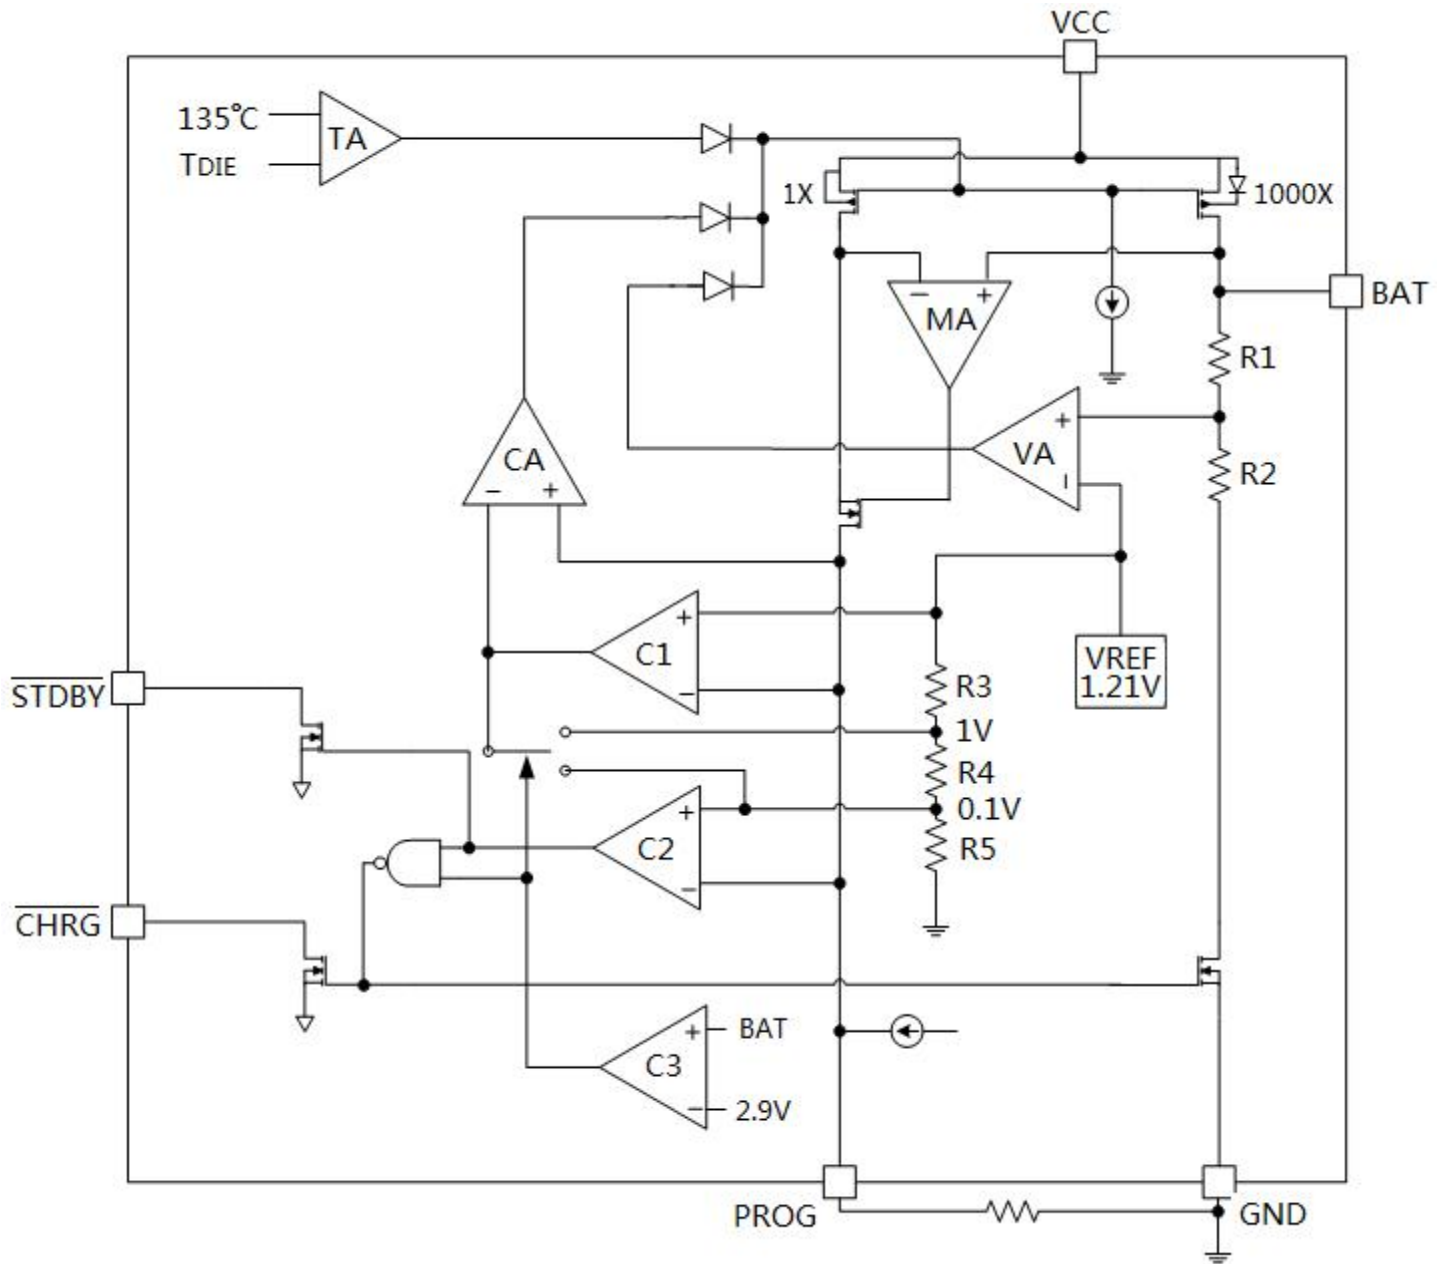 VCC
135℃
TA
TDIE
1X
1000X
− +
MA
BAT
R1
+
VA
−
CA
− +
R2
+
C1
−
VREF
1.21V
R3
STDBY
1V
R4
+
0.1V
C2
R5
−
CHRG
+
BAT
C3
−
2.9V
PROG
GND